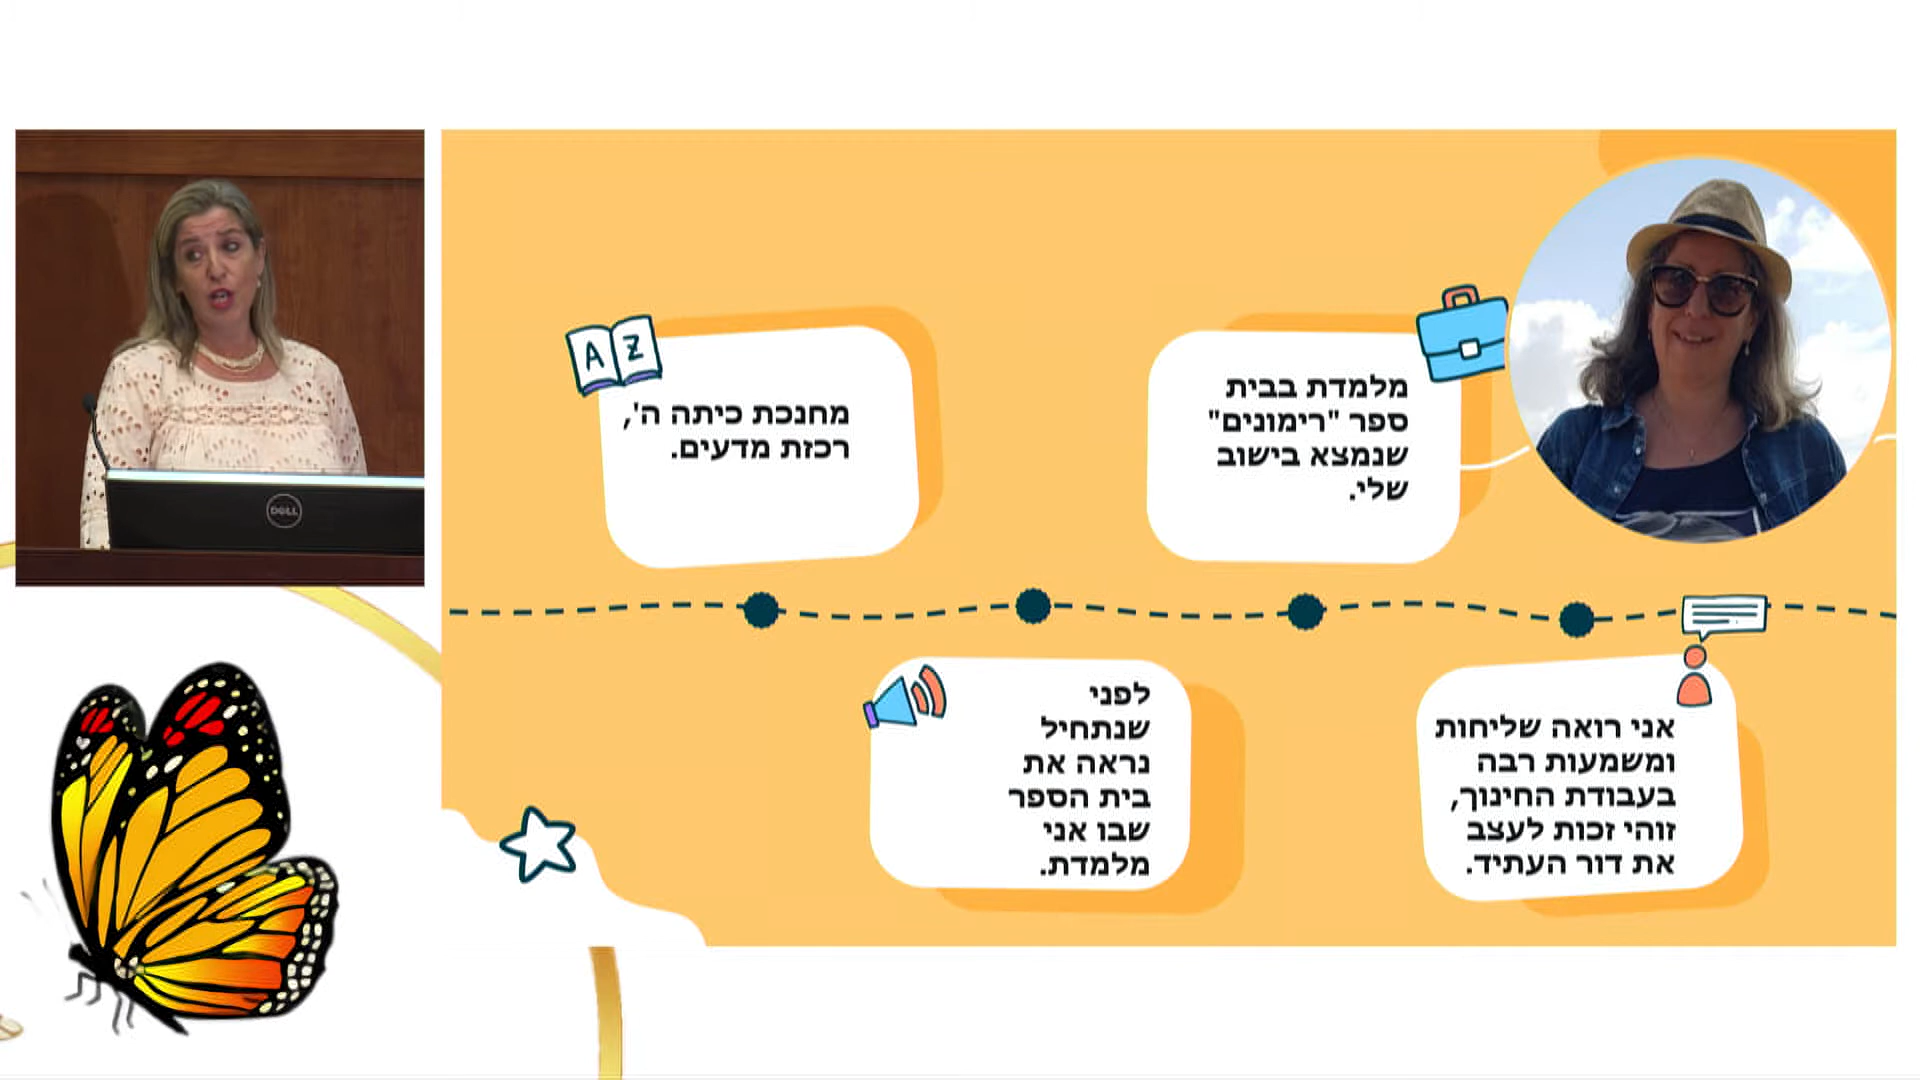 מלמדת בבית
ספר "רימונים"
שנמצא בישוב
שלי.
מחנכת כיתה ה',
רכזת מדעים.
אני רואה שליחות
ומשמעות רבה
בעבודת החינוך,
זוהי זכות לעצב
את דור העתיד.
לפני
שנתחיל
נראה את
בית הספר
שבו אני
מלמדת.
A Z
DELL